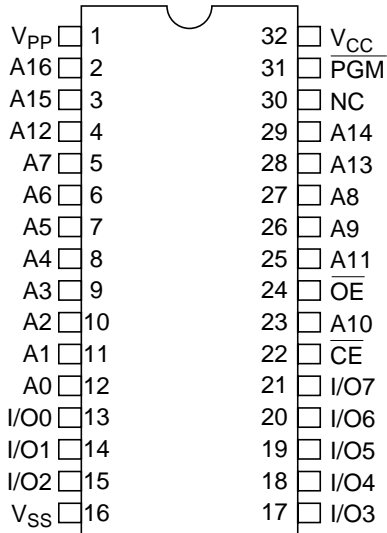 VPP 1 32 VCC
A16 2 31 PGM
A15 3 30 NC
A12 4 29 A14
A7 5 28 A13
A6 6 27 A8
A5 7 26 A9
A4 8 25 A11
A3 9 24 OE
A2 10 23 A10
A1 11 22 CE
A0 12 21 I/O7
I/O0 13 20 I/O6
I/O1 14 19 I/O5
I/O2 15 18 I/O4
VSS 16 17 I/O3